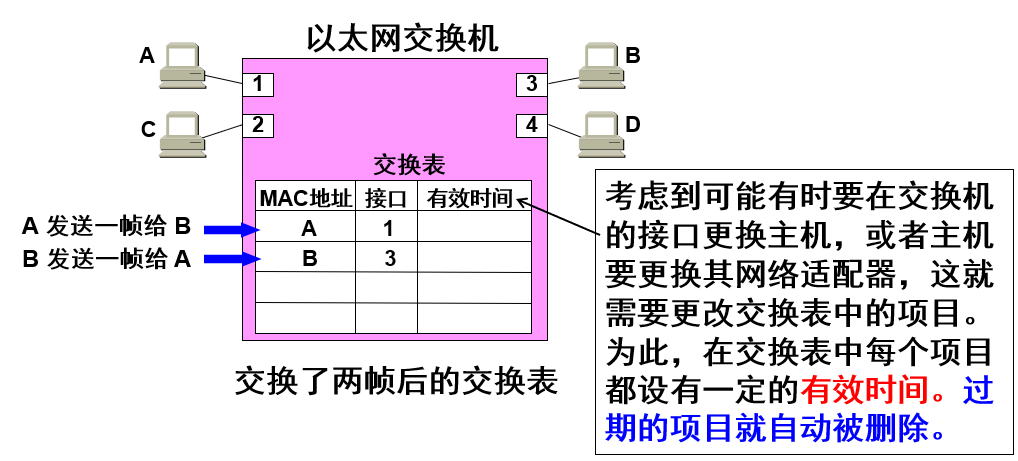 以太网交换机
A
B
1
3
C
2
4
D
交换表
MAC地址 接口 有效时间
A 发送一帧给 B
A 1
B 发送一帧给 A
B 3
交换了两帧后的交换表
考虑到可能有时要在交换机
的接口更换主机，或者主机
要更换其网络适配器，这就
需要更改交换表中的项目。
为此，在交换表中每个项目
都设有一定的有效时间。过
期的项目就自动被删除。